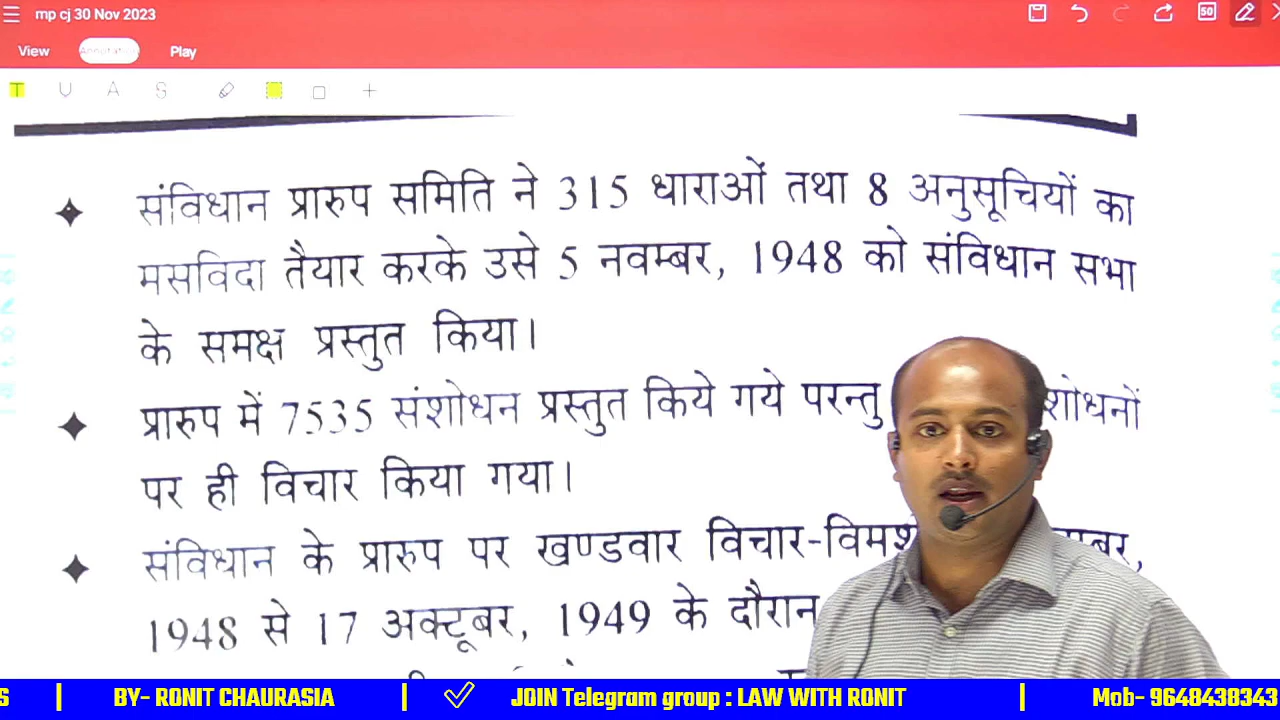 mp cj 30 Nov 2023
50
View
Annotation
Play
T U A S
संविधान प्रारुप समिति ने 315 धाराओं तथा 8 अनुसूचियों का
मसविदा तैयार करके उसे 5 नवम्बर, 1948 को संविधान सभा
के समक्ष प्रस्तुत किया।
प्रारुप में 7535 संशोधन प्रस्तुत किये गये परन्तु
पर ही विचार किया गया।
संविधान के प्रारुप पर खण्डवार
1948 से 17 अक्टूबर, 1949 के दौरान
S | BY- RONIT CHAURASIA | JOIN Telegram group : LAW WITH RONIT | Mob- 9648438343